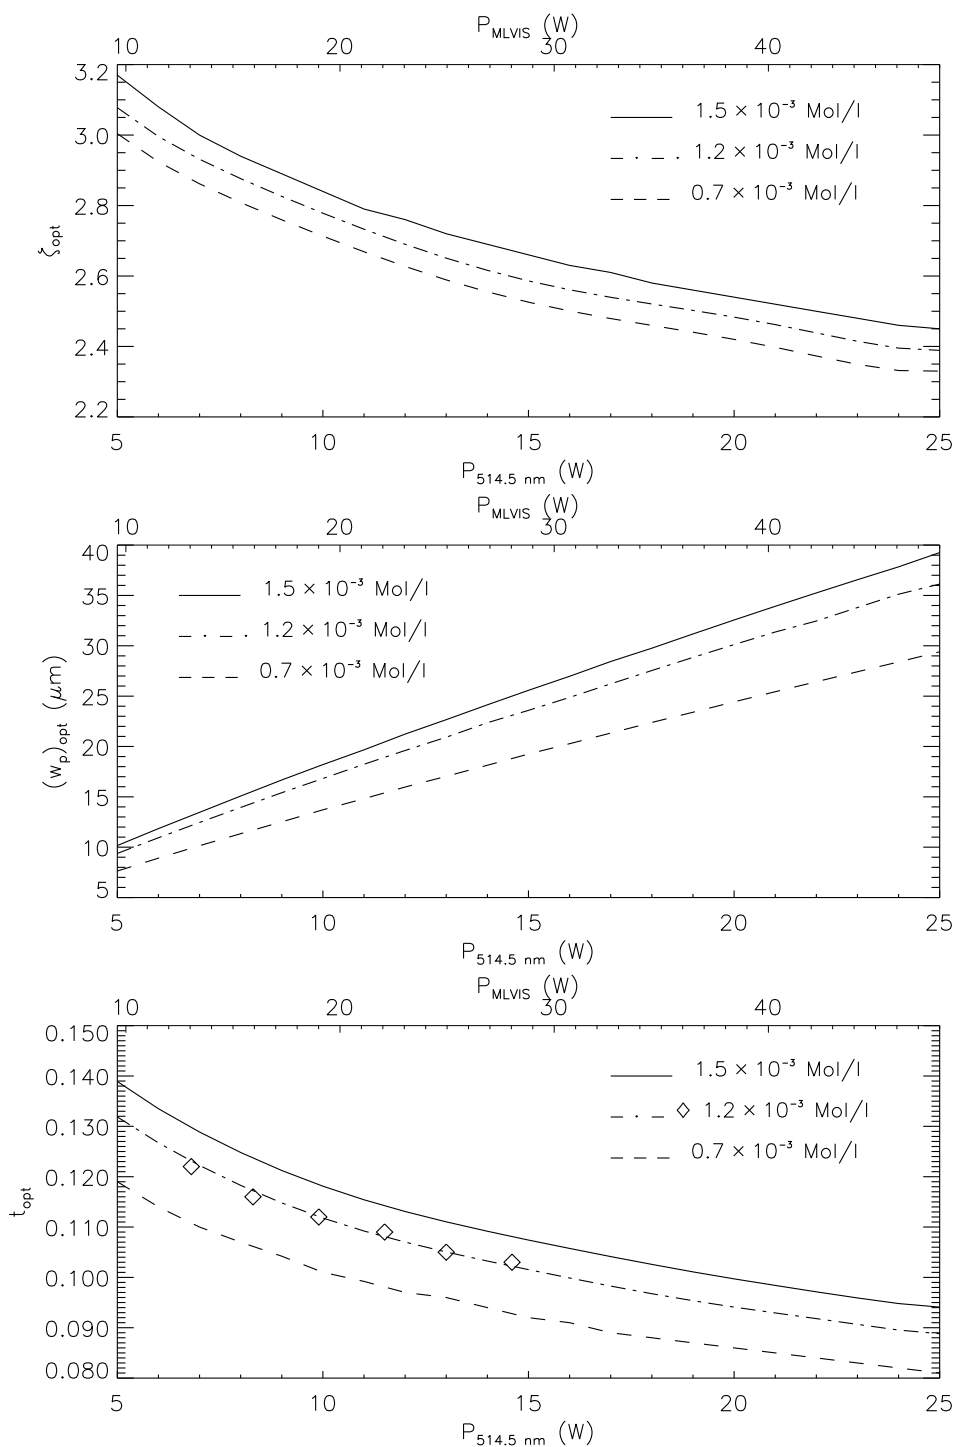 P_MLVIS (W)
10 20 30 40
3.2
3.0
2.8
2.6
2.4
2.2
ζ_opt
1.5 × 10⁻³ Mol/l
1.2 × 10⁻³ Mol/l
0.7 × 10⁻³ Mol/l
5 10 15 20 25
P_514.5 nm (W)
P_MLVIS (W)
10 20 30 40
40
35
30
25
20
15
10
5
(w_p)_opt (μm)
1.5 × 10⁻³ Mol/l
1.2 × 10⁻³ Mol/l
0.7 × 10⁻³ Mol/l
5 10 15 20 25
P_514.5 nm (W)
P_MLVIS (W)
10 20 30 40
0.150
0.140
0.130
0.120
0.110
0.100
0.090
0.080
t_opt
1.5 × 10⁻³ Mol/l
1.2 × 10⁻³ Mol/l
0.7 × 10⁻³ Mol/l
5 10 15 20 25
P_514.5 nm (W)